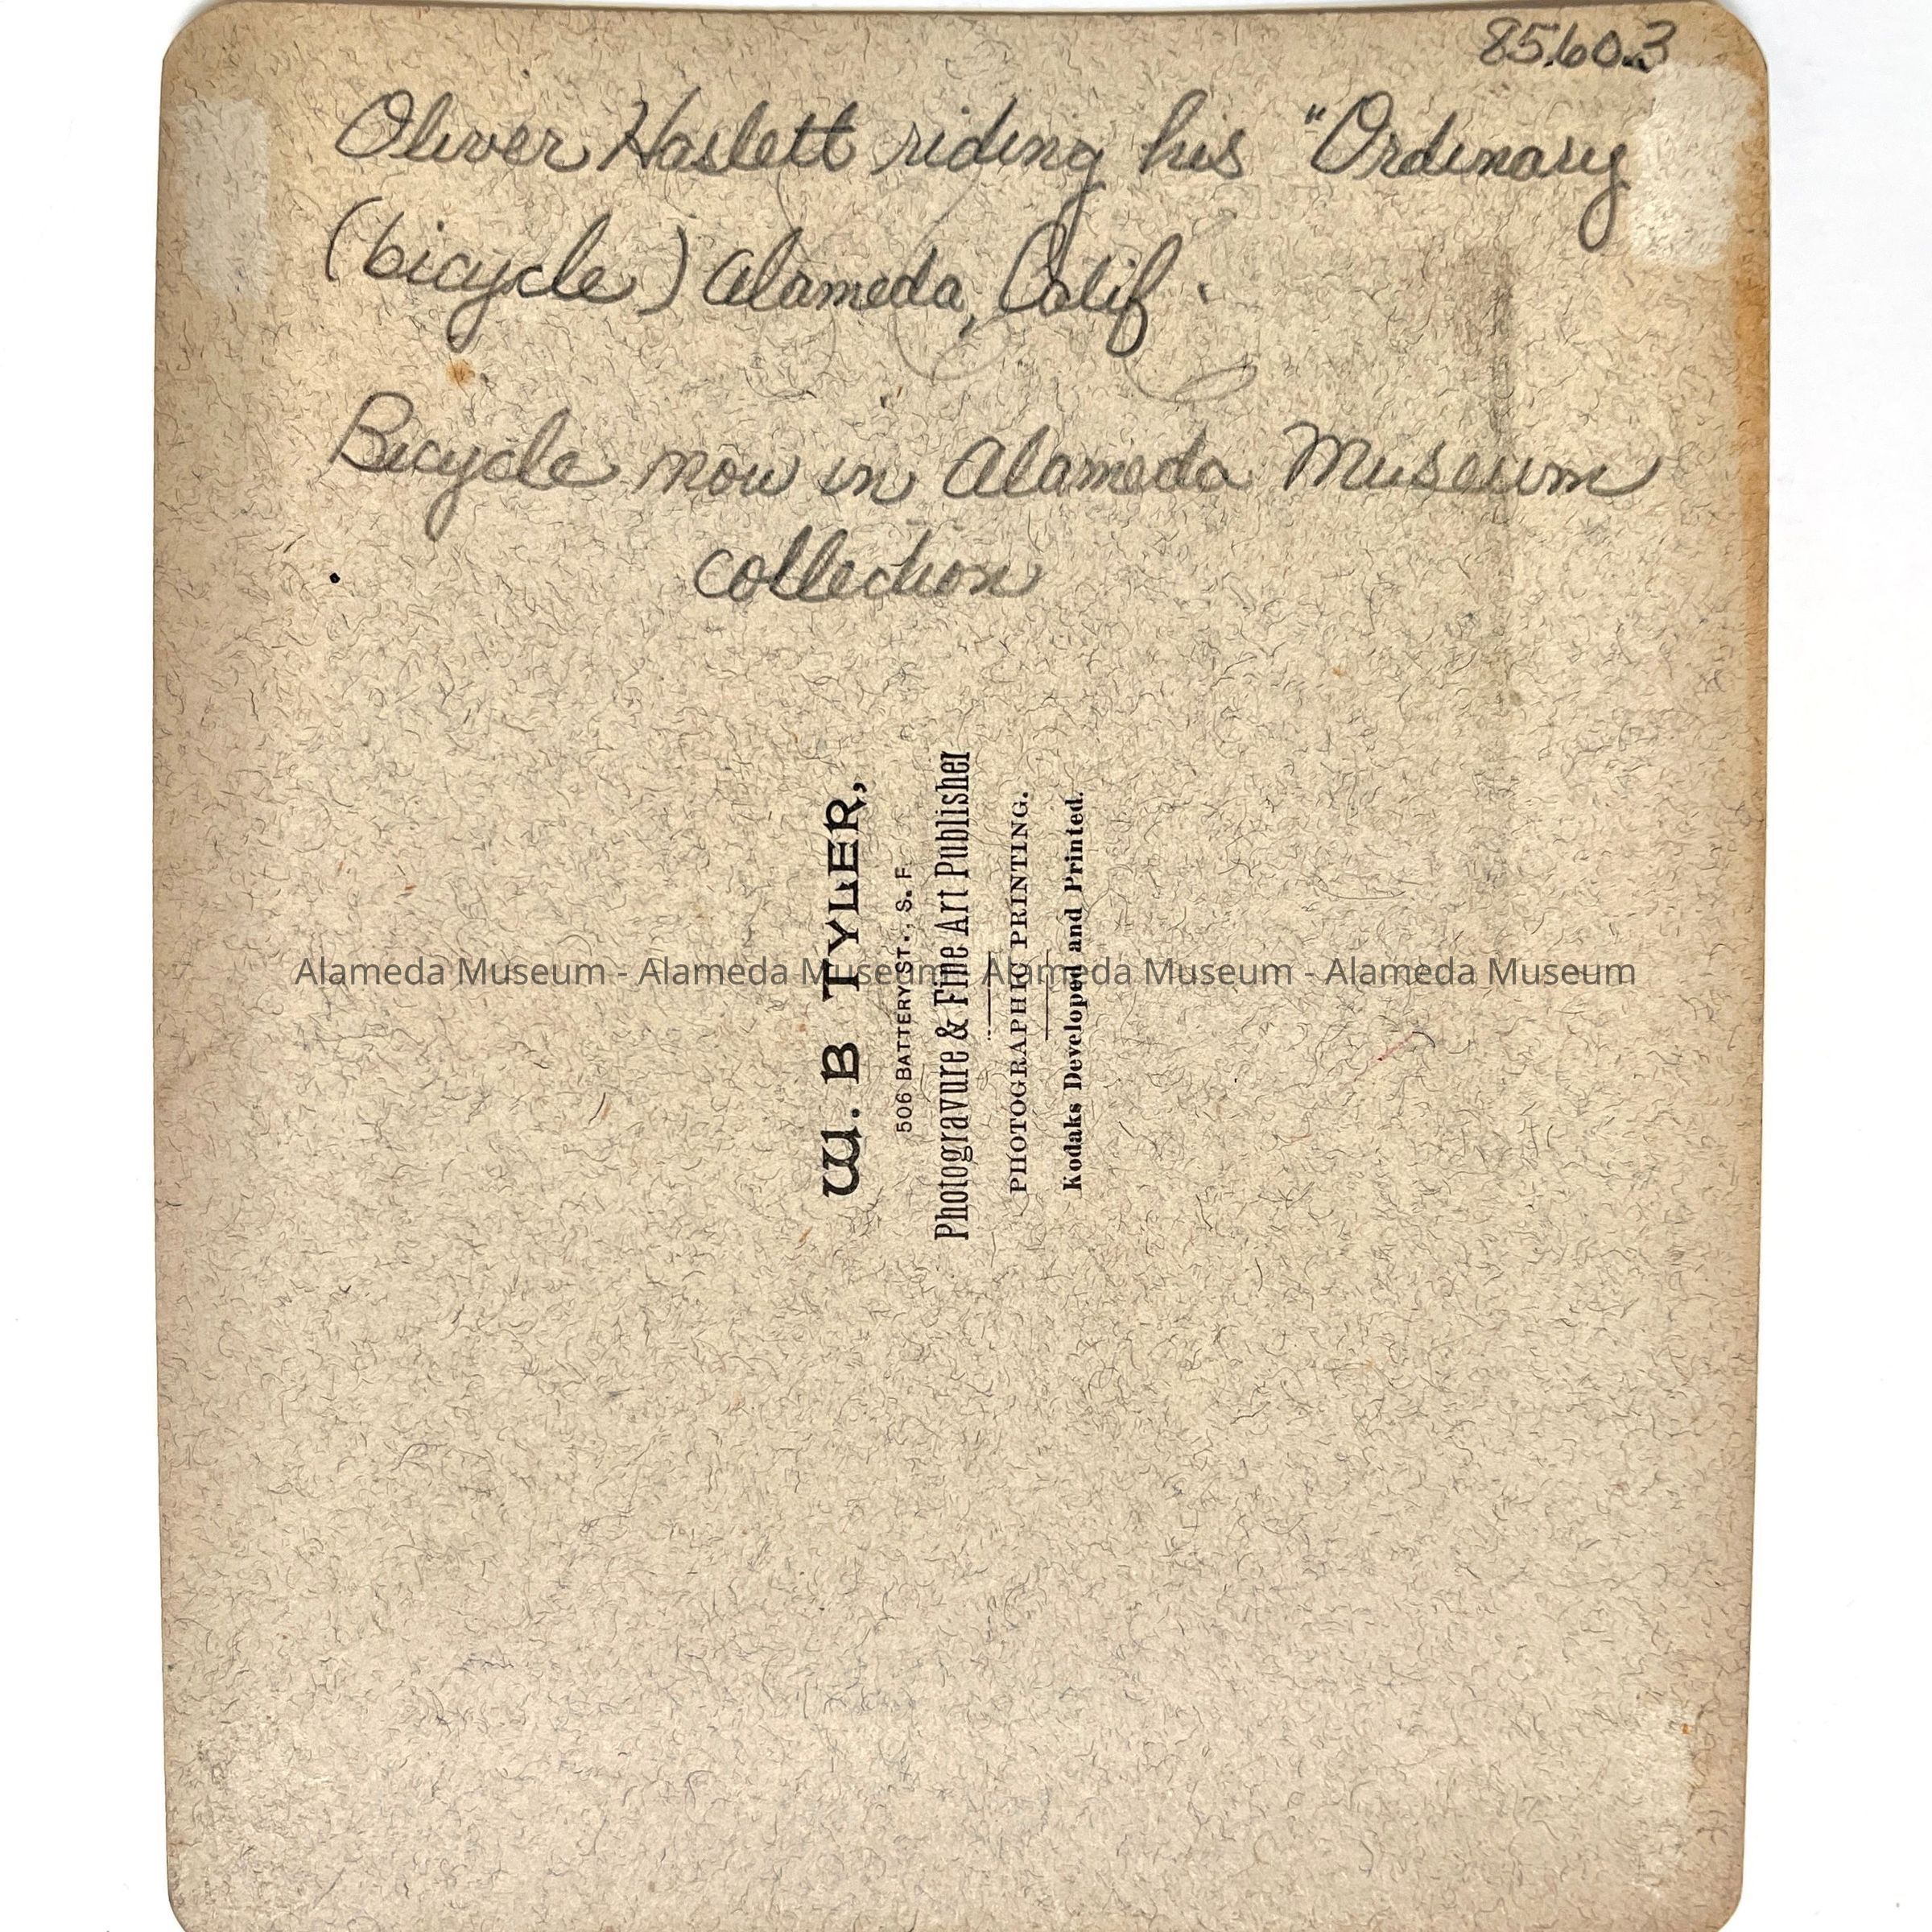 85.60.3
Oliver Haslett riding his "Ordinary
(bicycle) Alameda, Calif.
Bicycle now in Alameda Museum
collection
W. B TYLER,
506 BATTERY ST., S. F.
Photogravure & Fine Art Publisher
PHOTOGRAPHIC PRINTING.
Kodaks Developed and Printed.
Alameda Museum - Alameda Museum - Alameda Museum - Alameda Museum